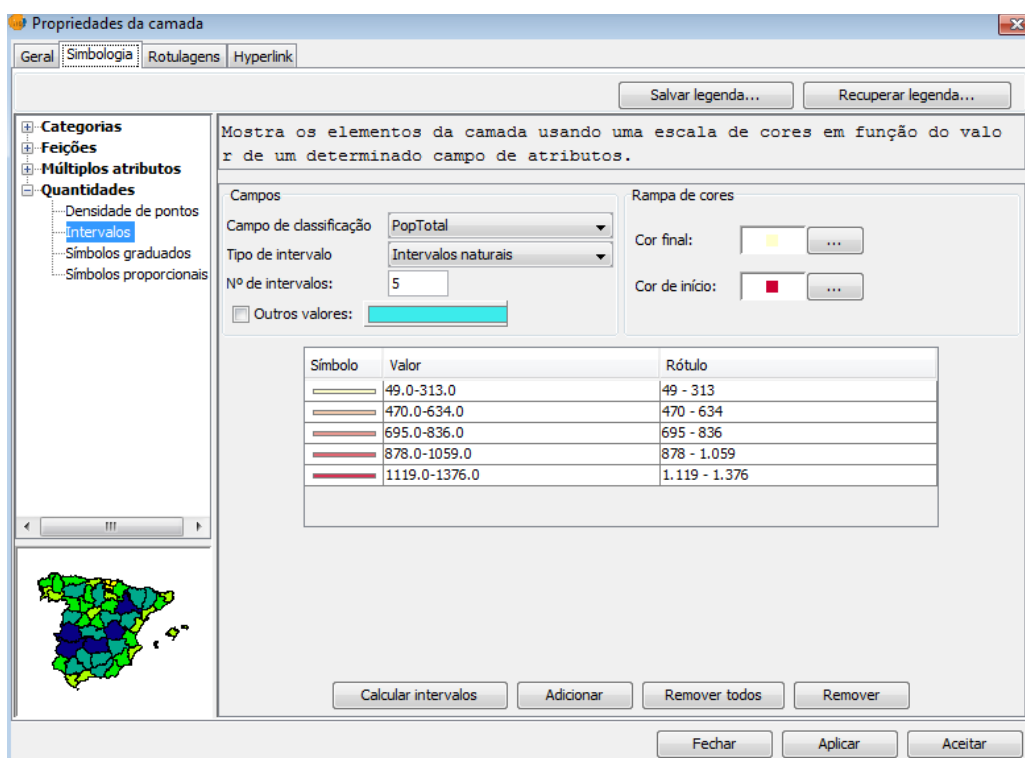 Propriedades da camada
Geral Simbologia Rotulagens Hyperlink
Salvar legenda... Recuperar legenda...
Categorias
Feições
Múltiplos atributos
Quantidades
Densidade de pontos
Intervalos
Símbolos graduados
Símbolos proporcionais
Mostra os elementos da camada usando uma escala de cores em função do valo
r de um determinado campo de atributos.
Campos
Campo de classificação PopTotal
Tipo de intervalo Intervalos naturais
Nº de intervalos: 5
Outros valores:
Rampa de cores
Cor final: ...
Cor de início: ...
Símbolo Valor Rótulo
49.0-313.0 49 - 313
470.0-634.0 470 - 634
695.0-836.0 695 - 836
878.0-1059.0 878 - 1.059
1119.0-1376.0 1.119 - 1.376
Calcular intervalos Adicionar Remover todos Remover
Fechar Aplicar Aceitar